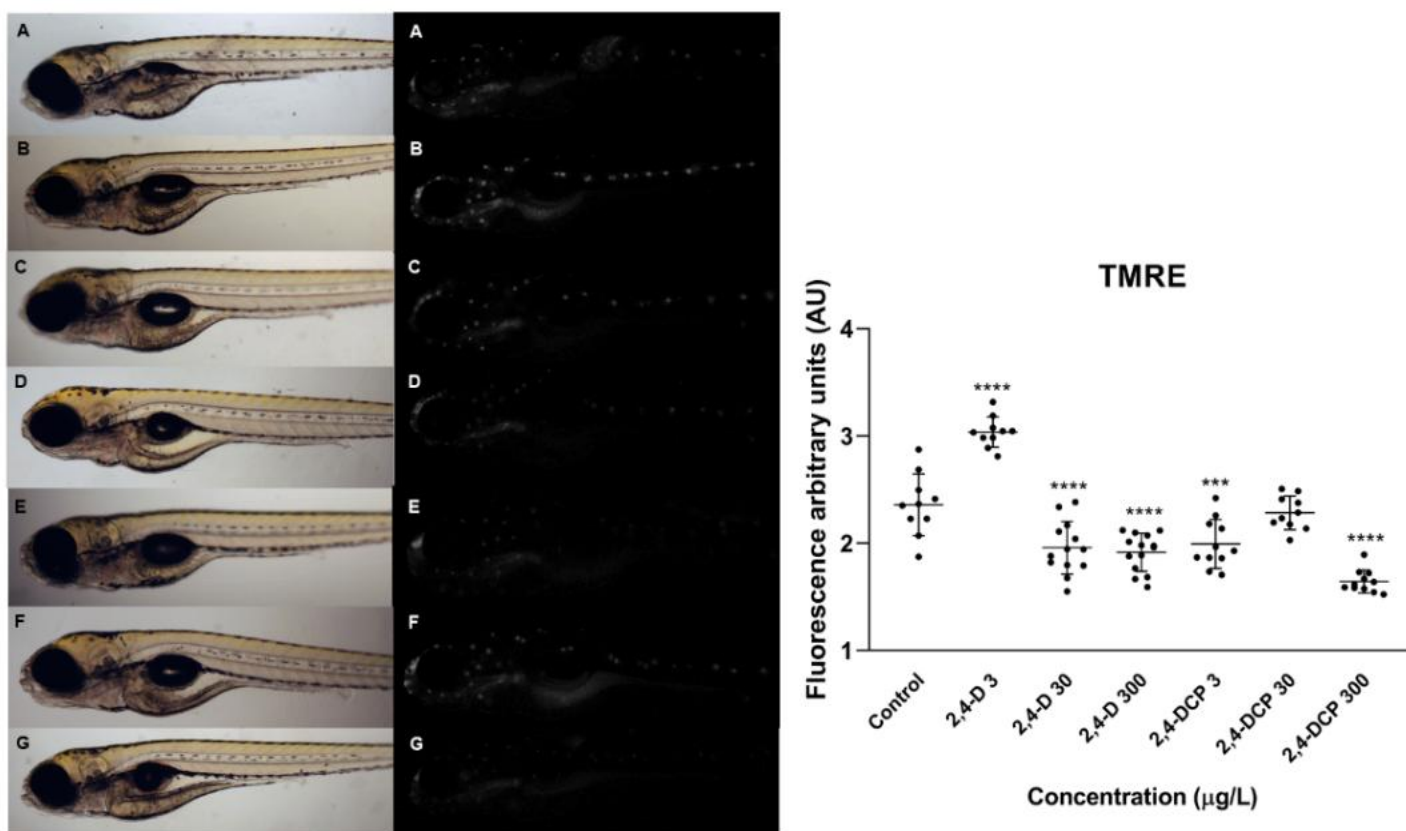 A A
B B
C C
D D
E E
F F
G G
TMRE
Fluorescence arbitrary units (AU)
4
3
2
1
****
****
****
***
****
Control
2,4-D 3
2,4-D 30
2,4-D 300
2,4-DCP 3
2,4-DCP 30
2,4-DCP 300
Concentration (μg/L)